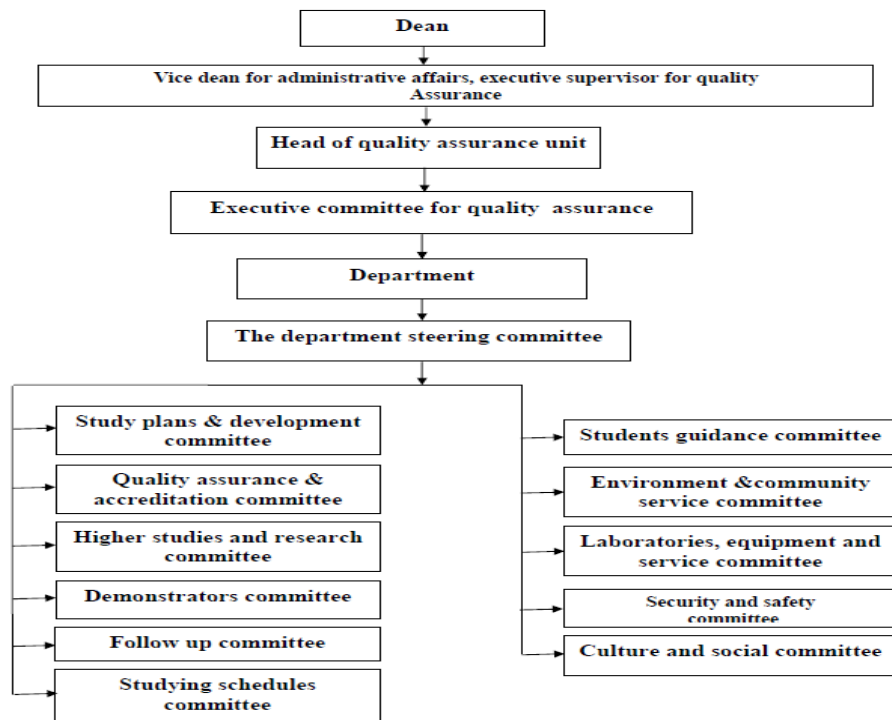 Dean
Vice dean for administrative affairs, executive supervisor for quality
Assurance
Head of quality assurance unit
Executive committee for quality assurance
Department
The department steering committee
Study plans & development
committee
Quality assurance &
accreditation committee
Higher studies and research
committee
Demonstrators committee
Follow up committee
Studying schedules
committee
Students guidance committee
Environment &community
service committee
Laboratories, equipment and
service committee
Security and safety
committee
Culture and social committee